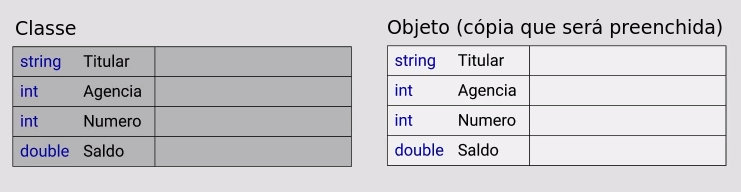 Classe
string Titular
int Agencia
int Numero
double Saldo
Objeto (cópia que será preenchida)
string Titular
int Agencia
int Numero
double Saldo